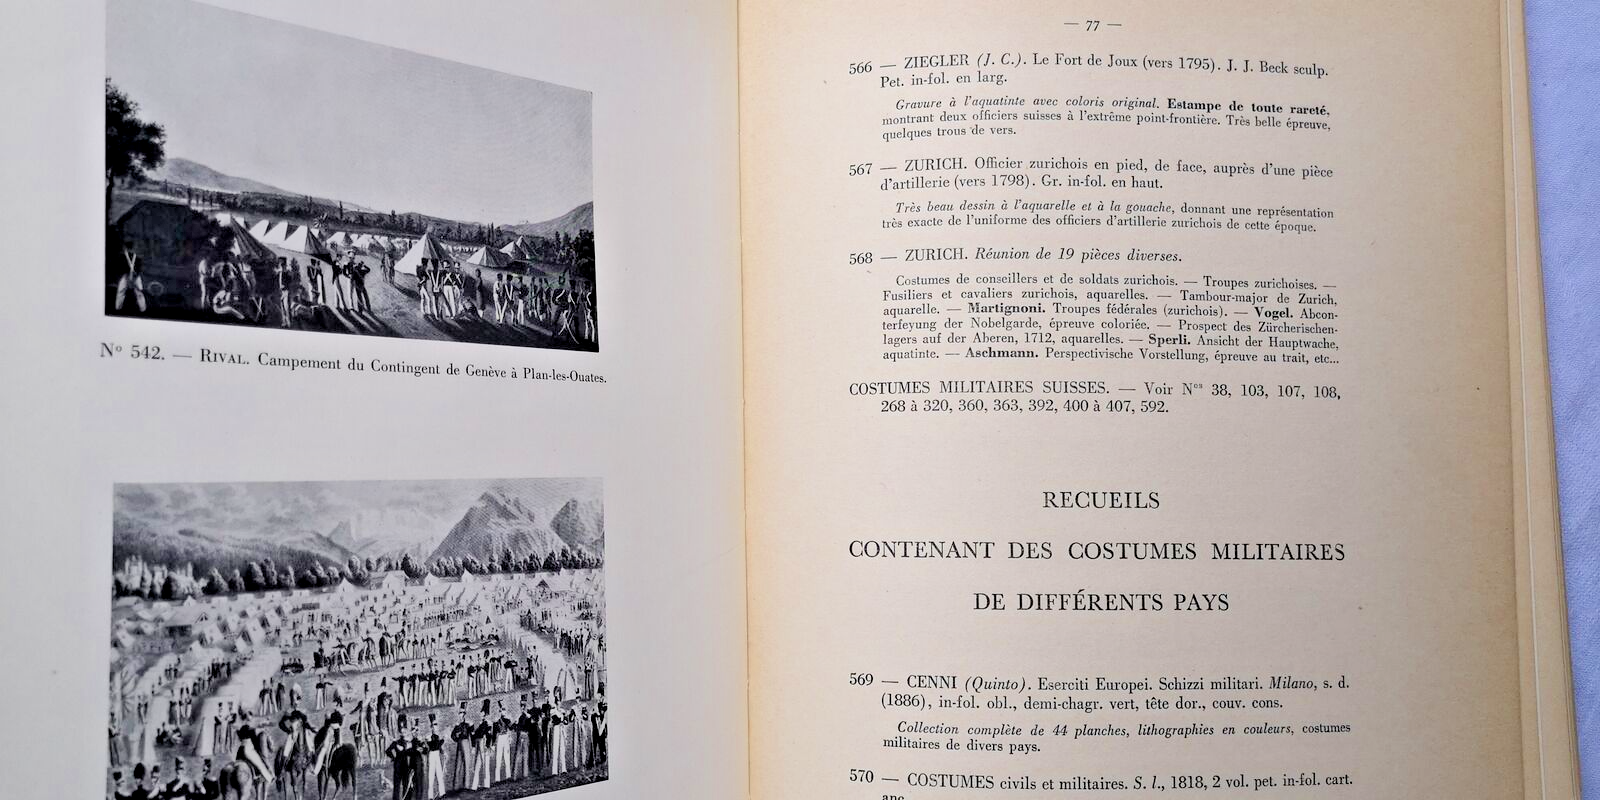 N° 542. — RIVAL. Campement du Contingent de Genève à Plan-les-Ouates.
— 77 —
566 — ZIEGLER (J. C.). Le Fort de Joux (vers 1795). J. J. Beck sculp.
Pet. in-fol. en larg.
Gravure à l'aquatinte avec coloris original. Estampe de toute rareté,
montrant deux officiers suisses à l'extrême point-frontière. Très belle épreuve,
quelques trous de vers.
567 — ZURICH. Officier zurichois en pied, de face, auprès d'une pièce
d'artillerie (vers 1798). Gr. in-fol. en haut.
Très beau dessin à l'aquarelle et à la gouache, donnant une représentation
très exacte de l'uniforme des officiers d'artillerie zurichois de cette époque.
568 — ZURICH. Réunion de 19 pièces diverses.
Costumes de conseillers et de soldats zurichois. — Troupes zurichoises. —
Fusiliers et cavaliers zurichois, aquarelles. — Tambour-major de Zurich,
aquarelle. — Martignoni. Troupes fédérales (zurichois). — Vogel. Abcon-
terfeyung der Nobelgarde, épreuve coloriée. — Prospect des Zürcherischen-
lagers auf der Aberen, 1712, aquarelles. — Sperli. Ansicht der Hauptwache,
aquatinte. — Aschmann. Perspectivische Vorstellung, épreuve au trait, etc...
COSTUMES MILITAIRES SUISSES. — Voir Nos 38, 103, 107, 108,
268 à 320, 360, 363, 392, 400 à 407, 592.
RECUEILS
CONTENANT DES COSTUMES MILITAIRES
DE DIFFÉRENTS PAYS
569 — CENNI (Quinto). Eserciti Europei. Schizzi militari. Milano, s. d.
(1886), in-fol. obl., demi-chagr. vert, tête dor., couv. cons.
Collection complète de 44 planches, lithographies en couleurs, costumes
militaires de divers pays.
570 — COSTUMES civils et militaires. S. l., 1818, 2 vol. pet. in-fol. cart.
anc.